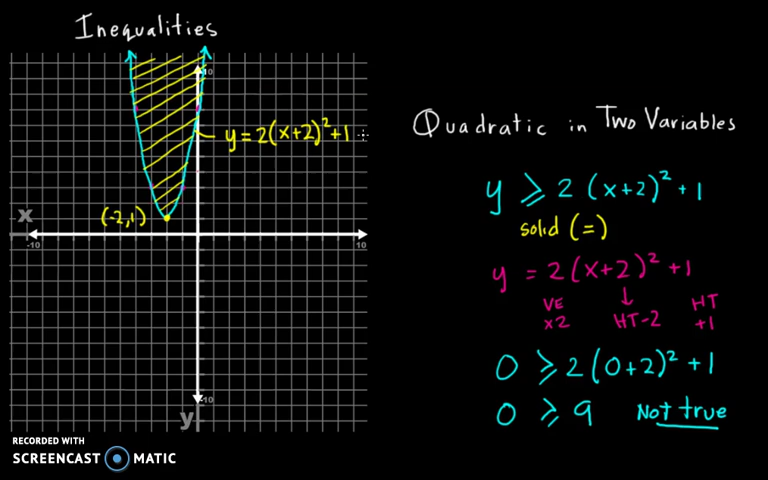 Inequalities
10
y = 2(x+2)² + 1
(-2,1)
x
-10
10
-10
y
Quadratic in Two Variables
y ⩾ 2 (x+2)² + 1
solid (=)
y = 2(x+2)² + 1
VE ↓ HT
x2 HT-2 +1
0 ⩾ 2(0+2)² + 1
0 ⩾ 9 Not true
RECORDED WITH
SCREENCAST MATIC